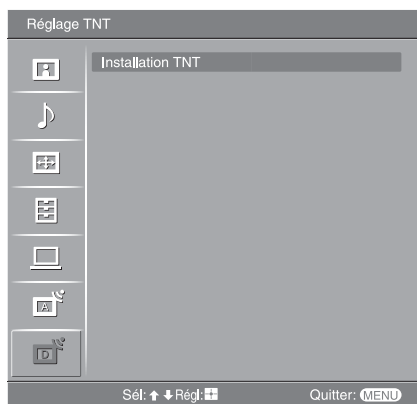 Réglage TNT
Installation TNT
A
D
Sél: ↑ ↓ Régl: Quitter: MENU